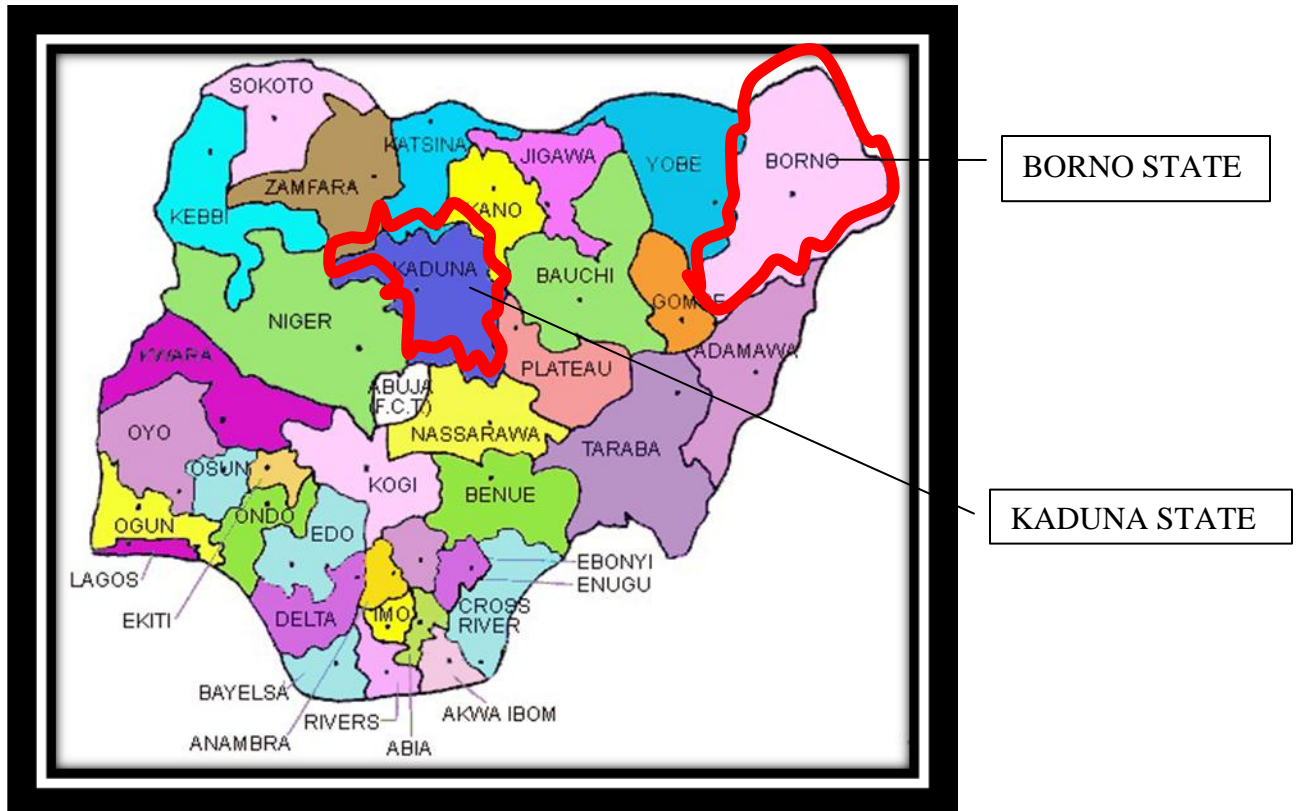 SOKOTO
KATSINA
JIGAWA
YOBE
BORNO
BORNO STATE
ZAMFARA
KANO
KEBBI
KADUNA
BAUCHI
GOMBE
NIGER
ADAMAWA
KWARA
PLATEAU
ABUJA
(F.C.T)
OYO
NASSARAWA
TARABA
OSUN
KOGI
BENUE
KADUNA STATE
OGUN
ONDO
EDO
LAGOS
EBONYI
ENUGU
EKITI
DELTA
IMO
CROSS
RIVER
BAYELSA
RIVERS
AKWA IBOM
ANAMBRA
ABIA